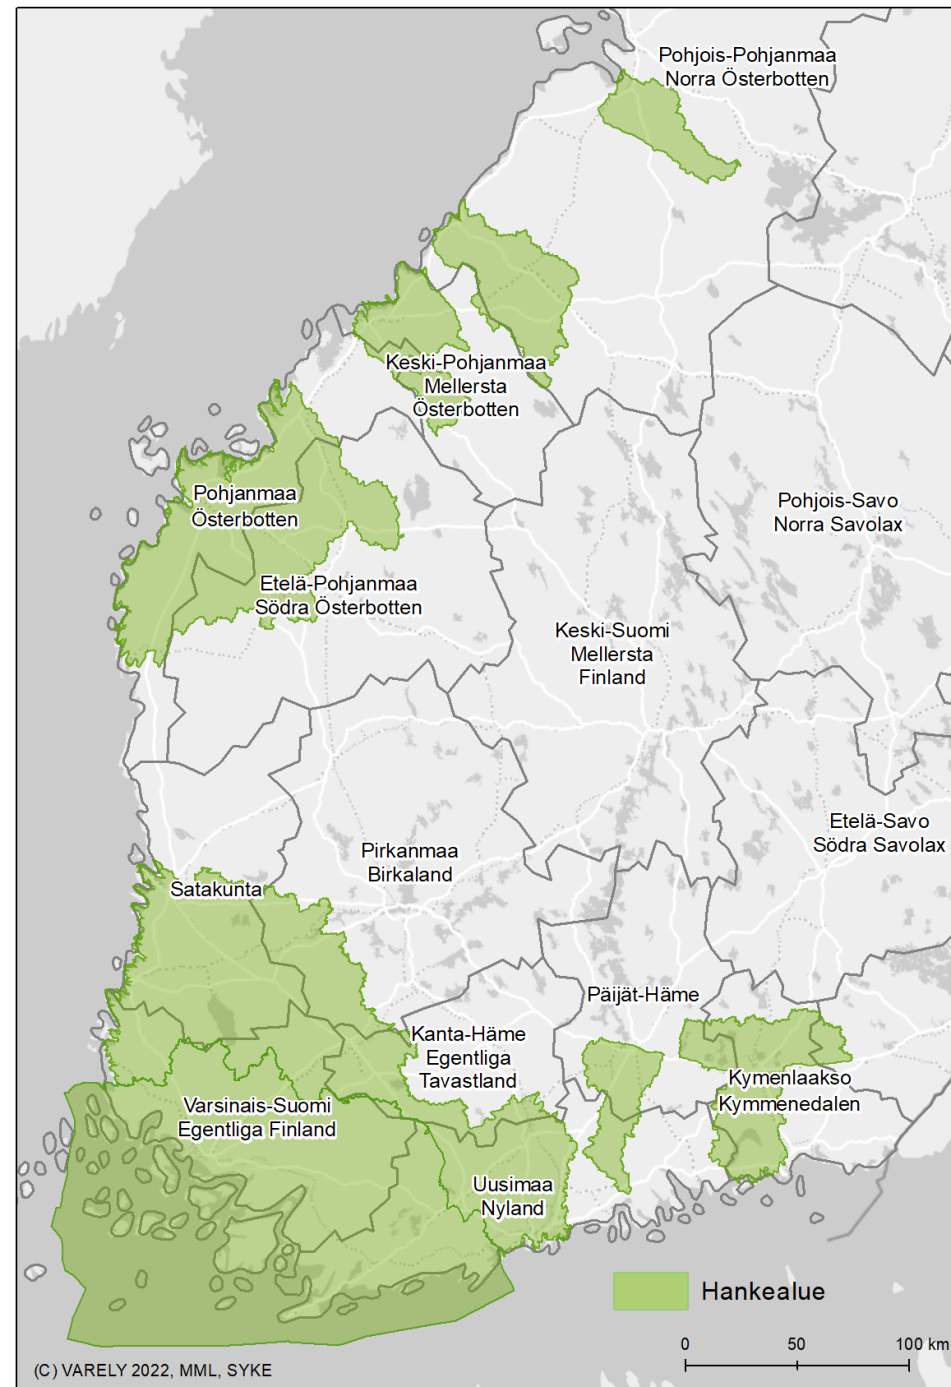 Pohjois-Pohjanmaa
Norra Österbotten
Keski-Pohjanmaa
Mellersta
Österbotten
Pohjanmaa
Österbotten
Pohjois-Savo
Norra Savolax
Etelä-Pohjanmaa
Södra Österbotten
Keski-Suomi
Mellersta
Finland
Etelä-Savo
Södra Savolax
Pirkanmaa
Birkaland
Satakunta
Päijät-Häme
Kanta-Häme
Egentliga
Tavastland
Kymenlaakso
Kymmenedalen
Varsinais-Suomi
Egentliga Finland
Uusimaa
Nyland
Hankealue
0 50 100 km
(C) VARELY 2022, MML, SYKE